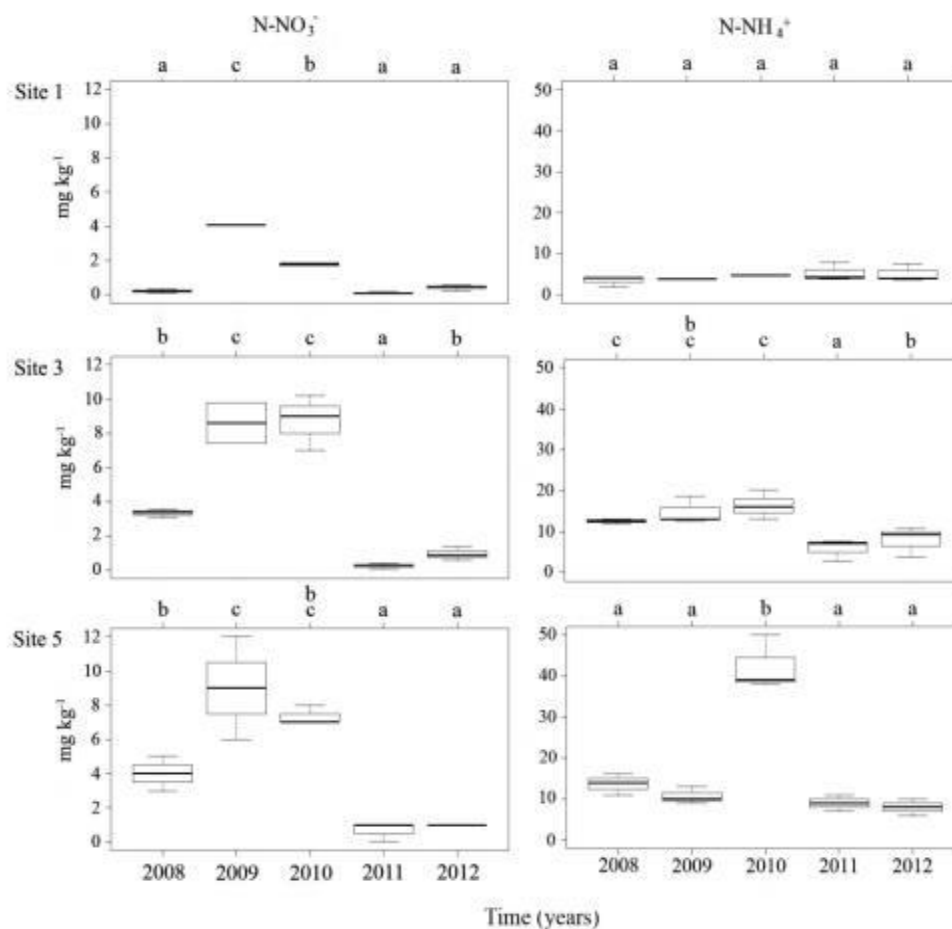 N-NO3- N-NH4+
a c b a a a a a a a
Site 1
12
10
8
6
4
2
0
mg kg-1
50
40
30
20
10
0
b
b c c a b c c c a b
Site 3
12
10
8
6
4
2
0
mg kg-1
50
40
30
20
10
0
b
b c c a a a a b a a
Site 5
12
10
8
6
4
2
0
mg kg-1
50
40
30
20
10
0
2008 2009 2010 2011 2012 2008 2009 2010 2011 2012
Time (years)